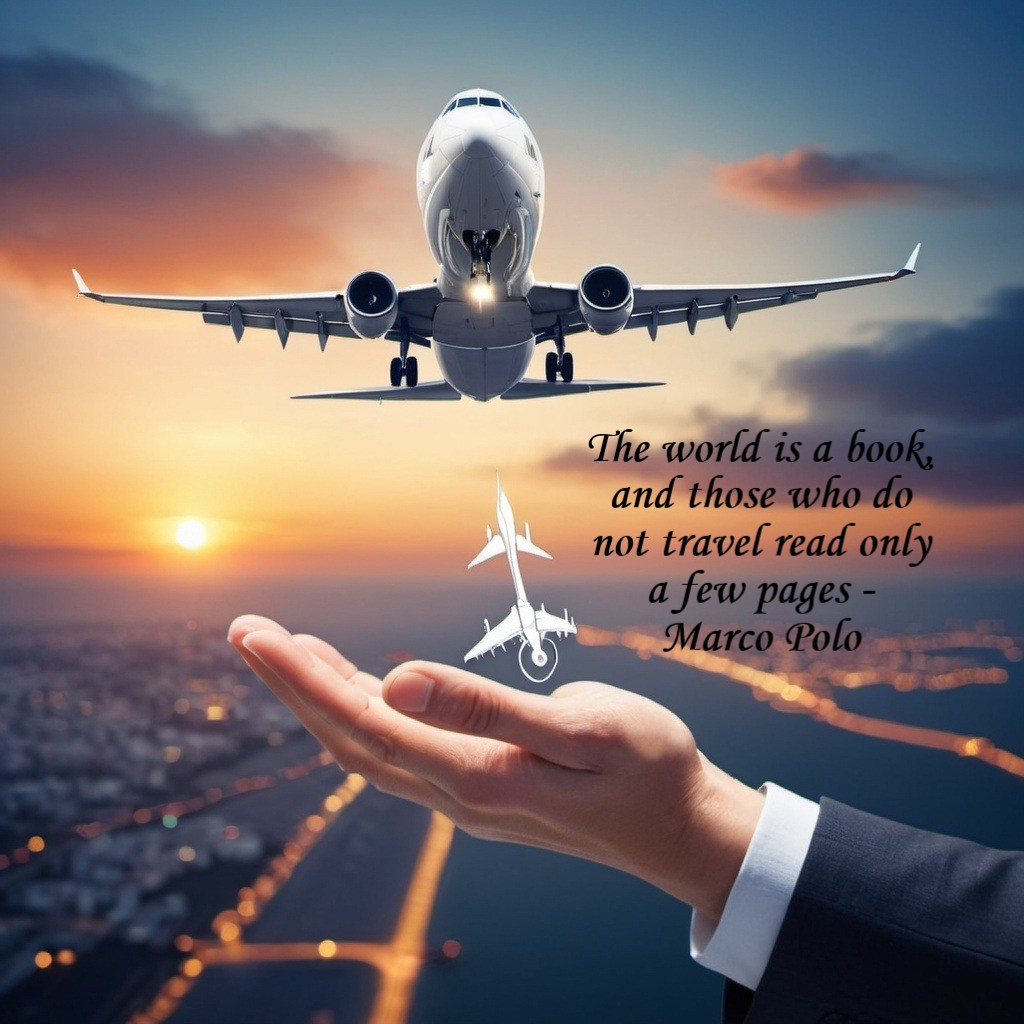 The world is a book,
and those who do
not travel read only
a few pages -
Marco Polo